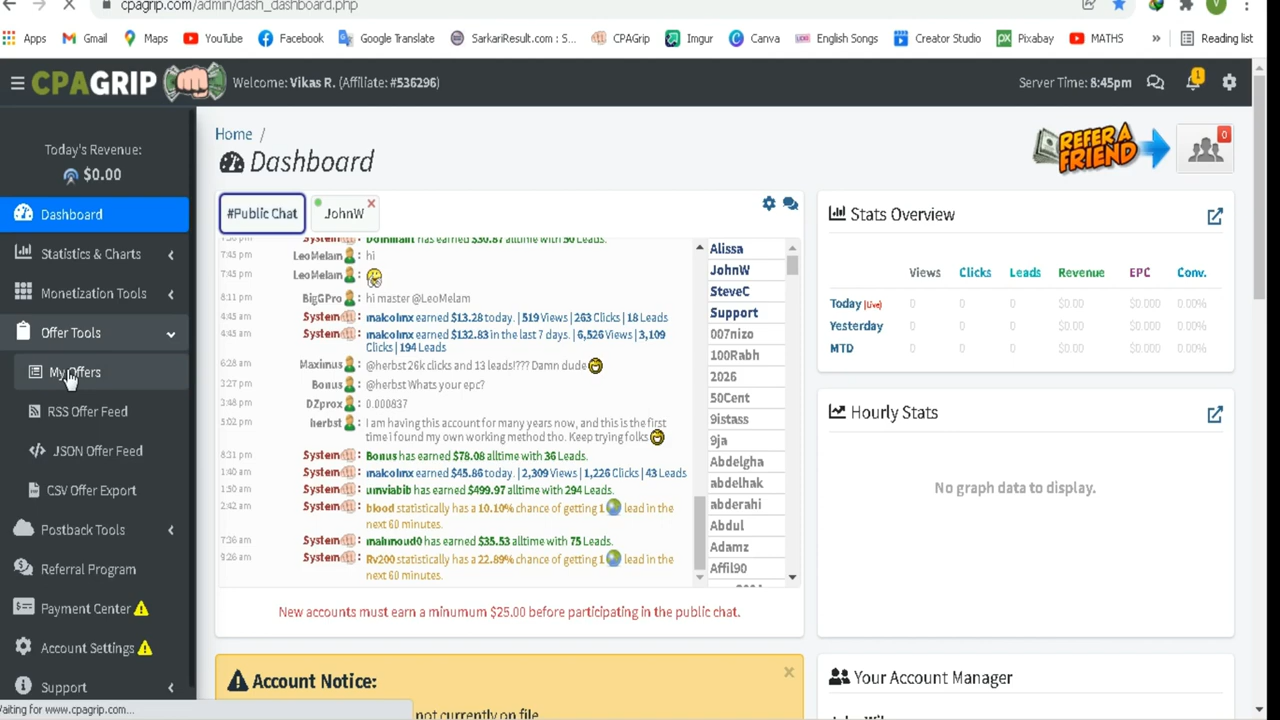 cpagrip.com/admin/dash_dashboard.php
Apps Gmail Maps YouTube Facebook Google Translate SarkariResult.com : S... CPAGrip Imgur Canva English Songs Creator Studio Pixabay MATHS » Reading list
CPAGRIP Welcome: Vikas R. (Affiliate: #536296) Server Time: 8:45pm 1
Today's Revenue:
$0.00
Dashboard
Statistics & Charts
Monetization Tools
Offer Tools
My Offers
RSS Offer Feed
JSON Offer Feed
CSV Offer Export
Postback Tools
Referral Program
Payment Center
Account Settings
Support
Waiting for www.cpagrip.com...
Home /
Dashboard
REFER A FRIEND 0
#Public Chat JohnW
System: Dominant has earned $30.87 alltime with 50 Leads.
7:45 pm LeoMelam: hi
7:45 pm LeoMelam:
8:11 pm BigGPro: hi master @LeoMelam
4:45 am System: makolinx earned $13.28 today. | 519 Views | 263 Clicks | 18 Leads
4:45 am System: makolinx earned $132.83 in the last 7 days. | 6,526 Views | 3,109
Clicks | 194 Leads
6:28 am Maximus: @herbst 26k clicks and 13 leads!??? Damn dude
3:27 pm Bonus: @herbst Whats your epc?
3:48 pm DZprox: 0.000837
5:02 pm herbst: I am having this account for many years now, and this is the first
time i found my own working method tho. Keep trying folks
8:31 pm System: Bonus has earned $78.08 alltime with 36 Leads.
1:40 am System: makolinx earned $45.86 today. | 2,309 Views | 1,226 Clicks | 43 Leads
1:50 am System: umviabib has earned $499.97 alltime with 294 Leads.
2:42 am System: blood statistically has a 10.10% chance of getting 1 lead in the
next 60 minutes.
7:36 am System: mahmoud0 has earned $35.53 alltime with 75 Leads.
9:26 am System: Rv200 statistically has a 22.89% chance of getting 1 lead in the
next 60 minutes.
Alissa
JohnW
SteveC
Support
007nizo
100Rabh
2026
50Cent
9istass
9ja
Abdelgha
abdelhak
abderahi
Abdul
Adamz
Affil90
New accounts must earn a minumum $25.00 before participating in the public chat.
Account Notice:
not currently on file
Stats Overview
Views Clicks Leads Revenue EPC Conv.
Today (Live) 0 0 0 $0.00 $0.000 0.00%
Yesterday 0 0 0 $0.00 $0.000 0.00%
MTD 0 0 0 $0.00 $0.000 0.00%
Hourly Stats
No graph data to display.
Your Account Manager